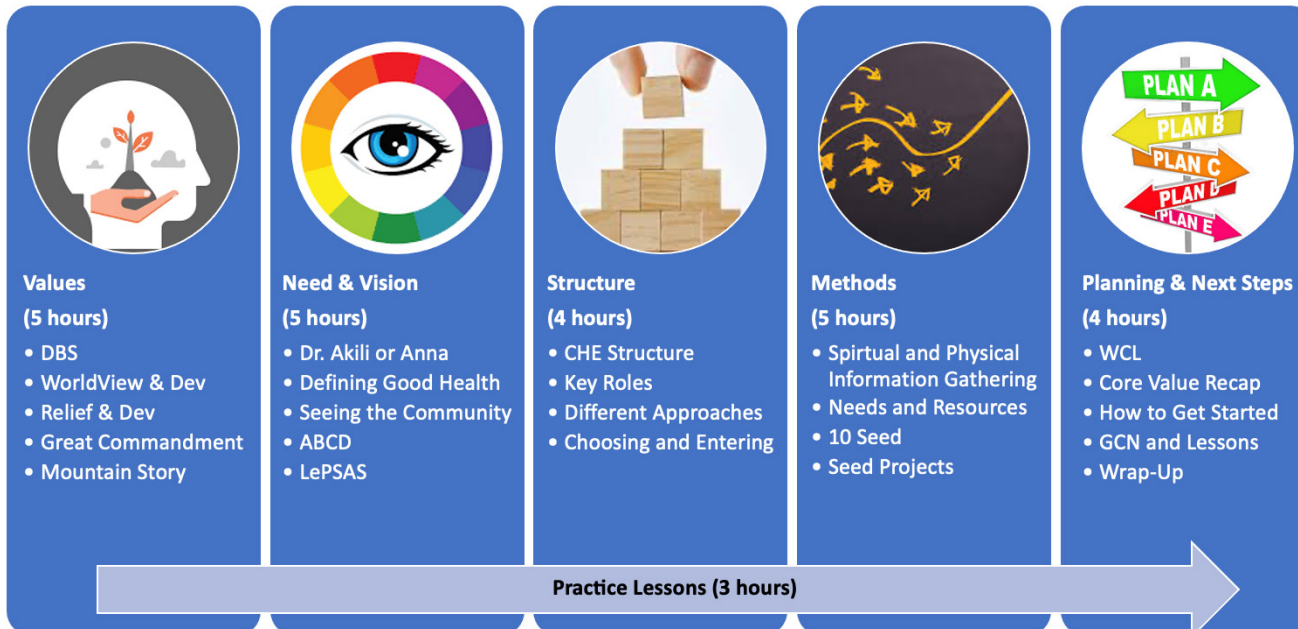 PLAN A
PLAN B
PLAN C
PLAN D
PLAN E
Values
(5 hours)
• DBS
• WorldView & Dev
• Relief & Dev
• Great Commandment
• Mountain Story
Need & Vision
(5 hours)
• Dr. Akili or Anna
• Defining Good Health
• Seeing the Community
• ABCD
• LePSAS
Structure
(4 hours)
• CHE Structure
• Key Roles
• Different Approaches
• Choosing and Entering
Methods
(5 hours)
• Spirtual and Physical
Information Gathering
• Needs and Resources
• 10 Seed
• Seed Projects
Planning & Next Steps
(4 hours)
• WCL
• Core Value Recap
• How to Get Started
• GCN and Lessons
• Wrap-Up
Practice Lessons (3 hours)